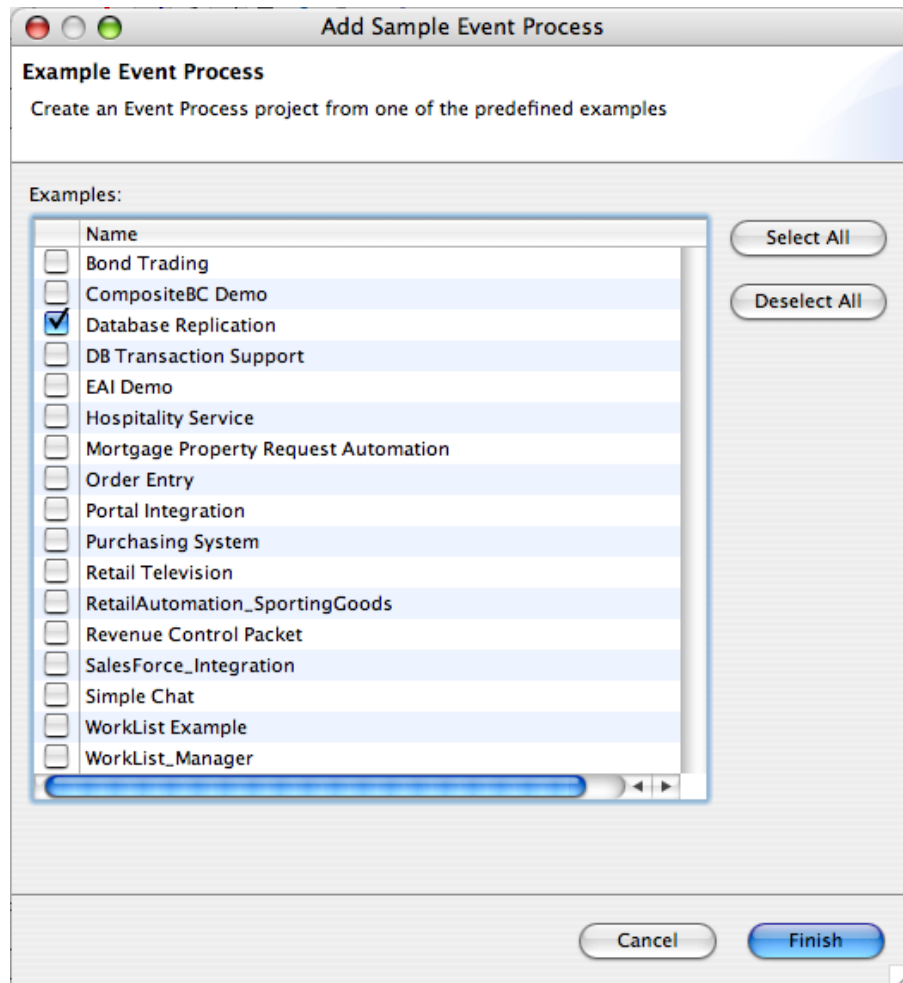 Add Sample Event Process
Example Event Process
Create an Event Process project from one of the predefined examples
Examples:
Name
Select All
Bond Trading
CompositeBC Demo
Deselect All
Database Replication
DB Transaction Support
EAI Demo
Hospitality Service
Mortgage Property Request Automation
Order Entry
Portal Integration
Purchasing System
Retail Television
RetailAutomation_SportingGoods
Revenue Control Packet
SalesForce_Integration
Simple Chat
WorkList Example
WorkList_Manager
Cancel
Finish